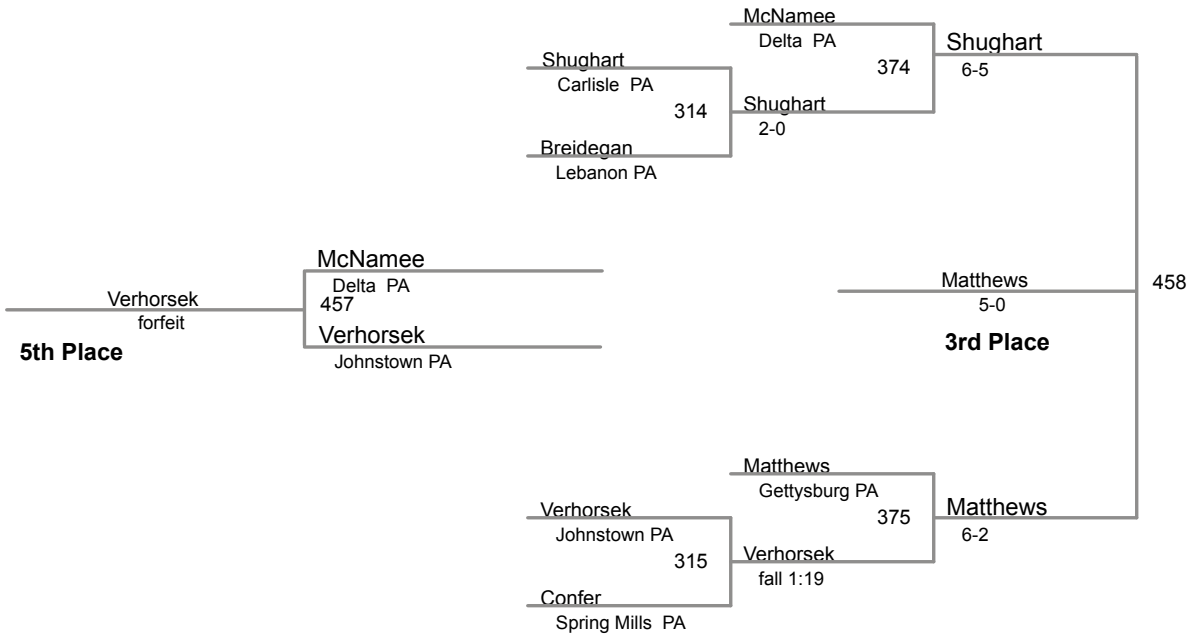 McNamee
Delta PA
Shughart
6-5
374
Shughart
Carlisle PA
314
Shughart
2-0
Breidegan
Lebanon PA
McNamee
Delta PA
457
Verhorsek
forfeit
5th Place
Verhorsek
Johnstown PA
Matthews
5-0
458
3rd Place
Matthews
Gettysburg PA
375
Matthews
6-2
Verhorsek
Johnstown PA
315
Verhorsek
fall 1:19
Confer
Spring Mills PA